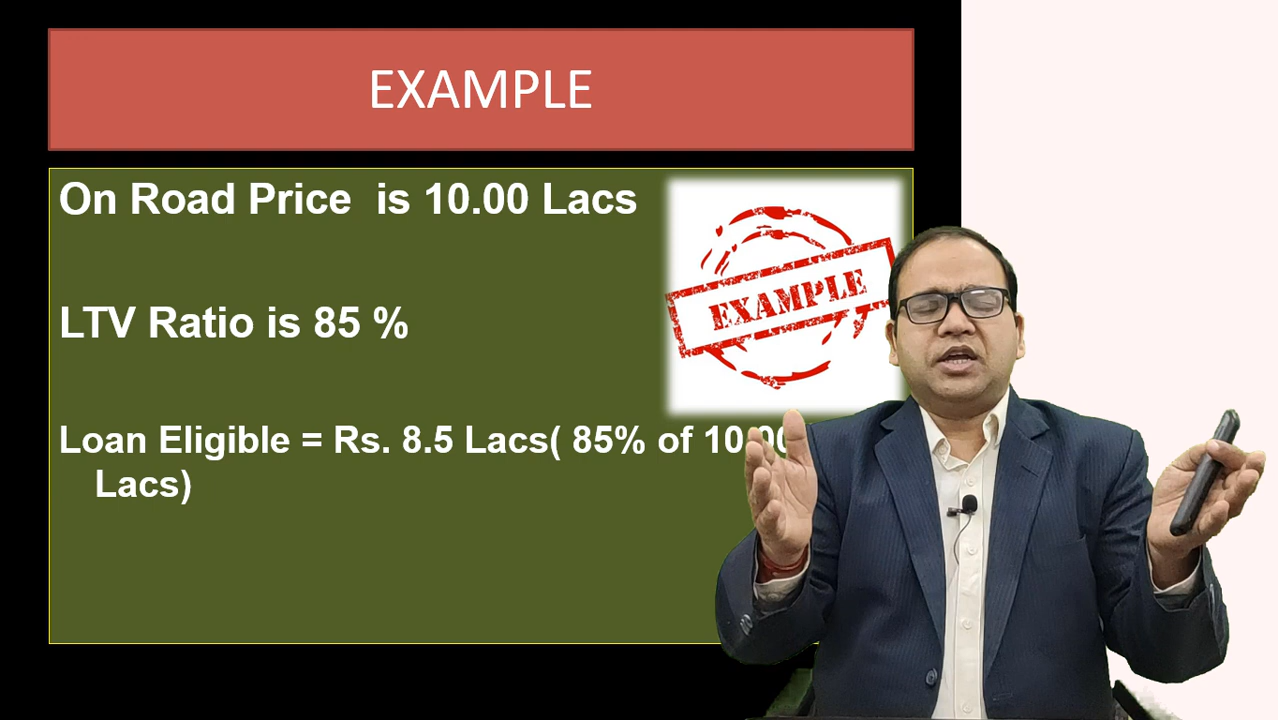 EXAMPLE
On Road Price is 10.00 Lacs
EXAMPLE
LTV Ratio is 85 %
Loan Eligible = Rs. 8.5 Lacs( 85% of 10.00
Lacs)